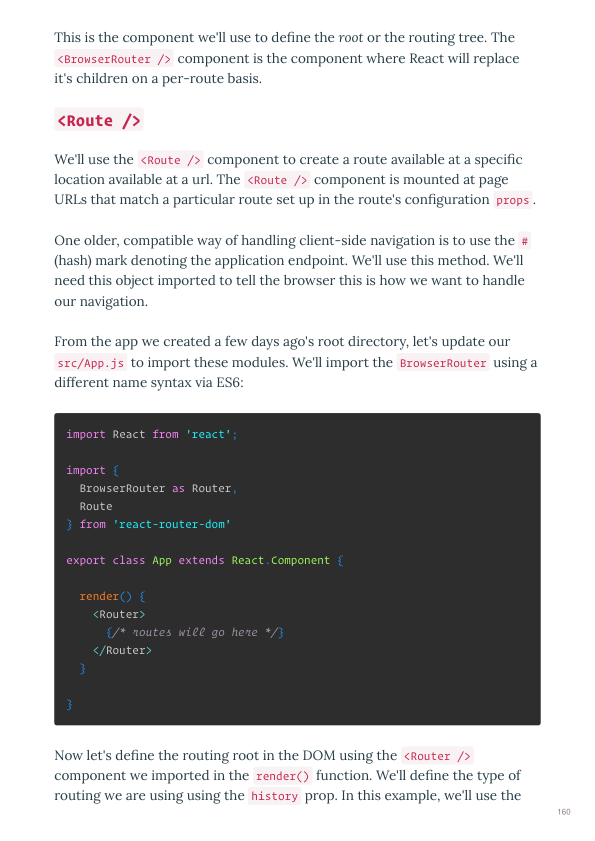 This is the component we'll use to define the root or the routing tree. The
<BrowserRouter /> component is the component where React will replace
it's children on a per-route basis.
<Route />
We'll use the <Route /> component to create a route available at a specific
location available at a url. The <Route /> component is mounted at page
URLs that match a particular route set up in the route's configuration props .
One older, compatible way of handling client-side navigation is to use the #
(hash) mark denoting the application endpoint. We'll use this method. We'll
need this object imported to tell the browser this is how we want to handle
our navigation.
From the app we created a few days ago's root directory, let's update our
src/App.js to import these modules. We'll import the BrowserRouter using a
different name syntax via ES6:
import React from 'react';
import {
  BrowserRouter as Router,
  Route
} from 'react-router-dom'
export class App extends React.Component {
  render() {
    <Router>
      {/* routes will go here */}
    </Router>
  }
}
Now let's define the routing root in the DOM using the <Router />
component we imported in the render() function. We'll define the type of
routing we are using using the history prop. In this example, we'll use the
160